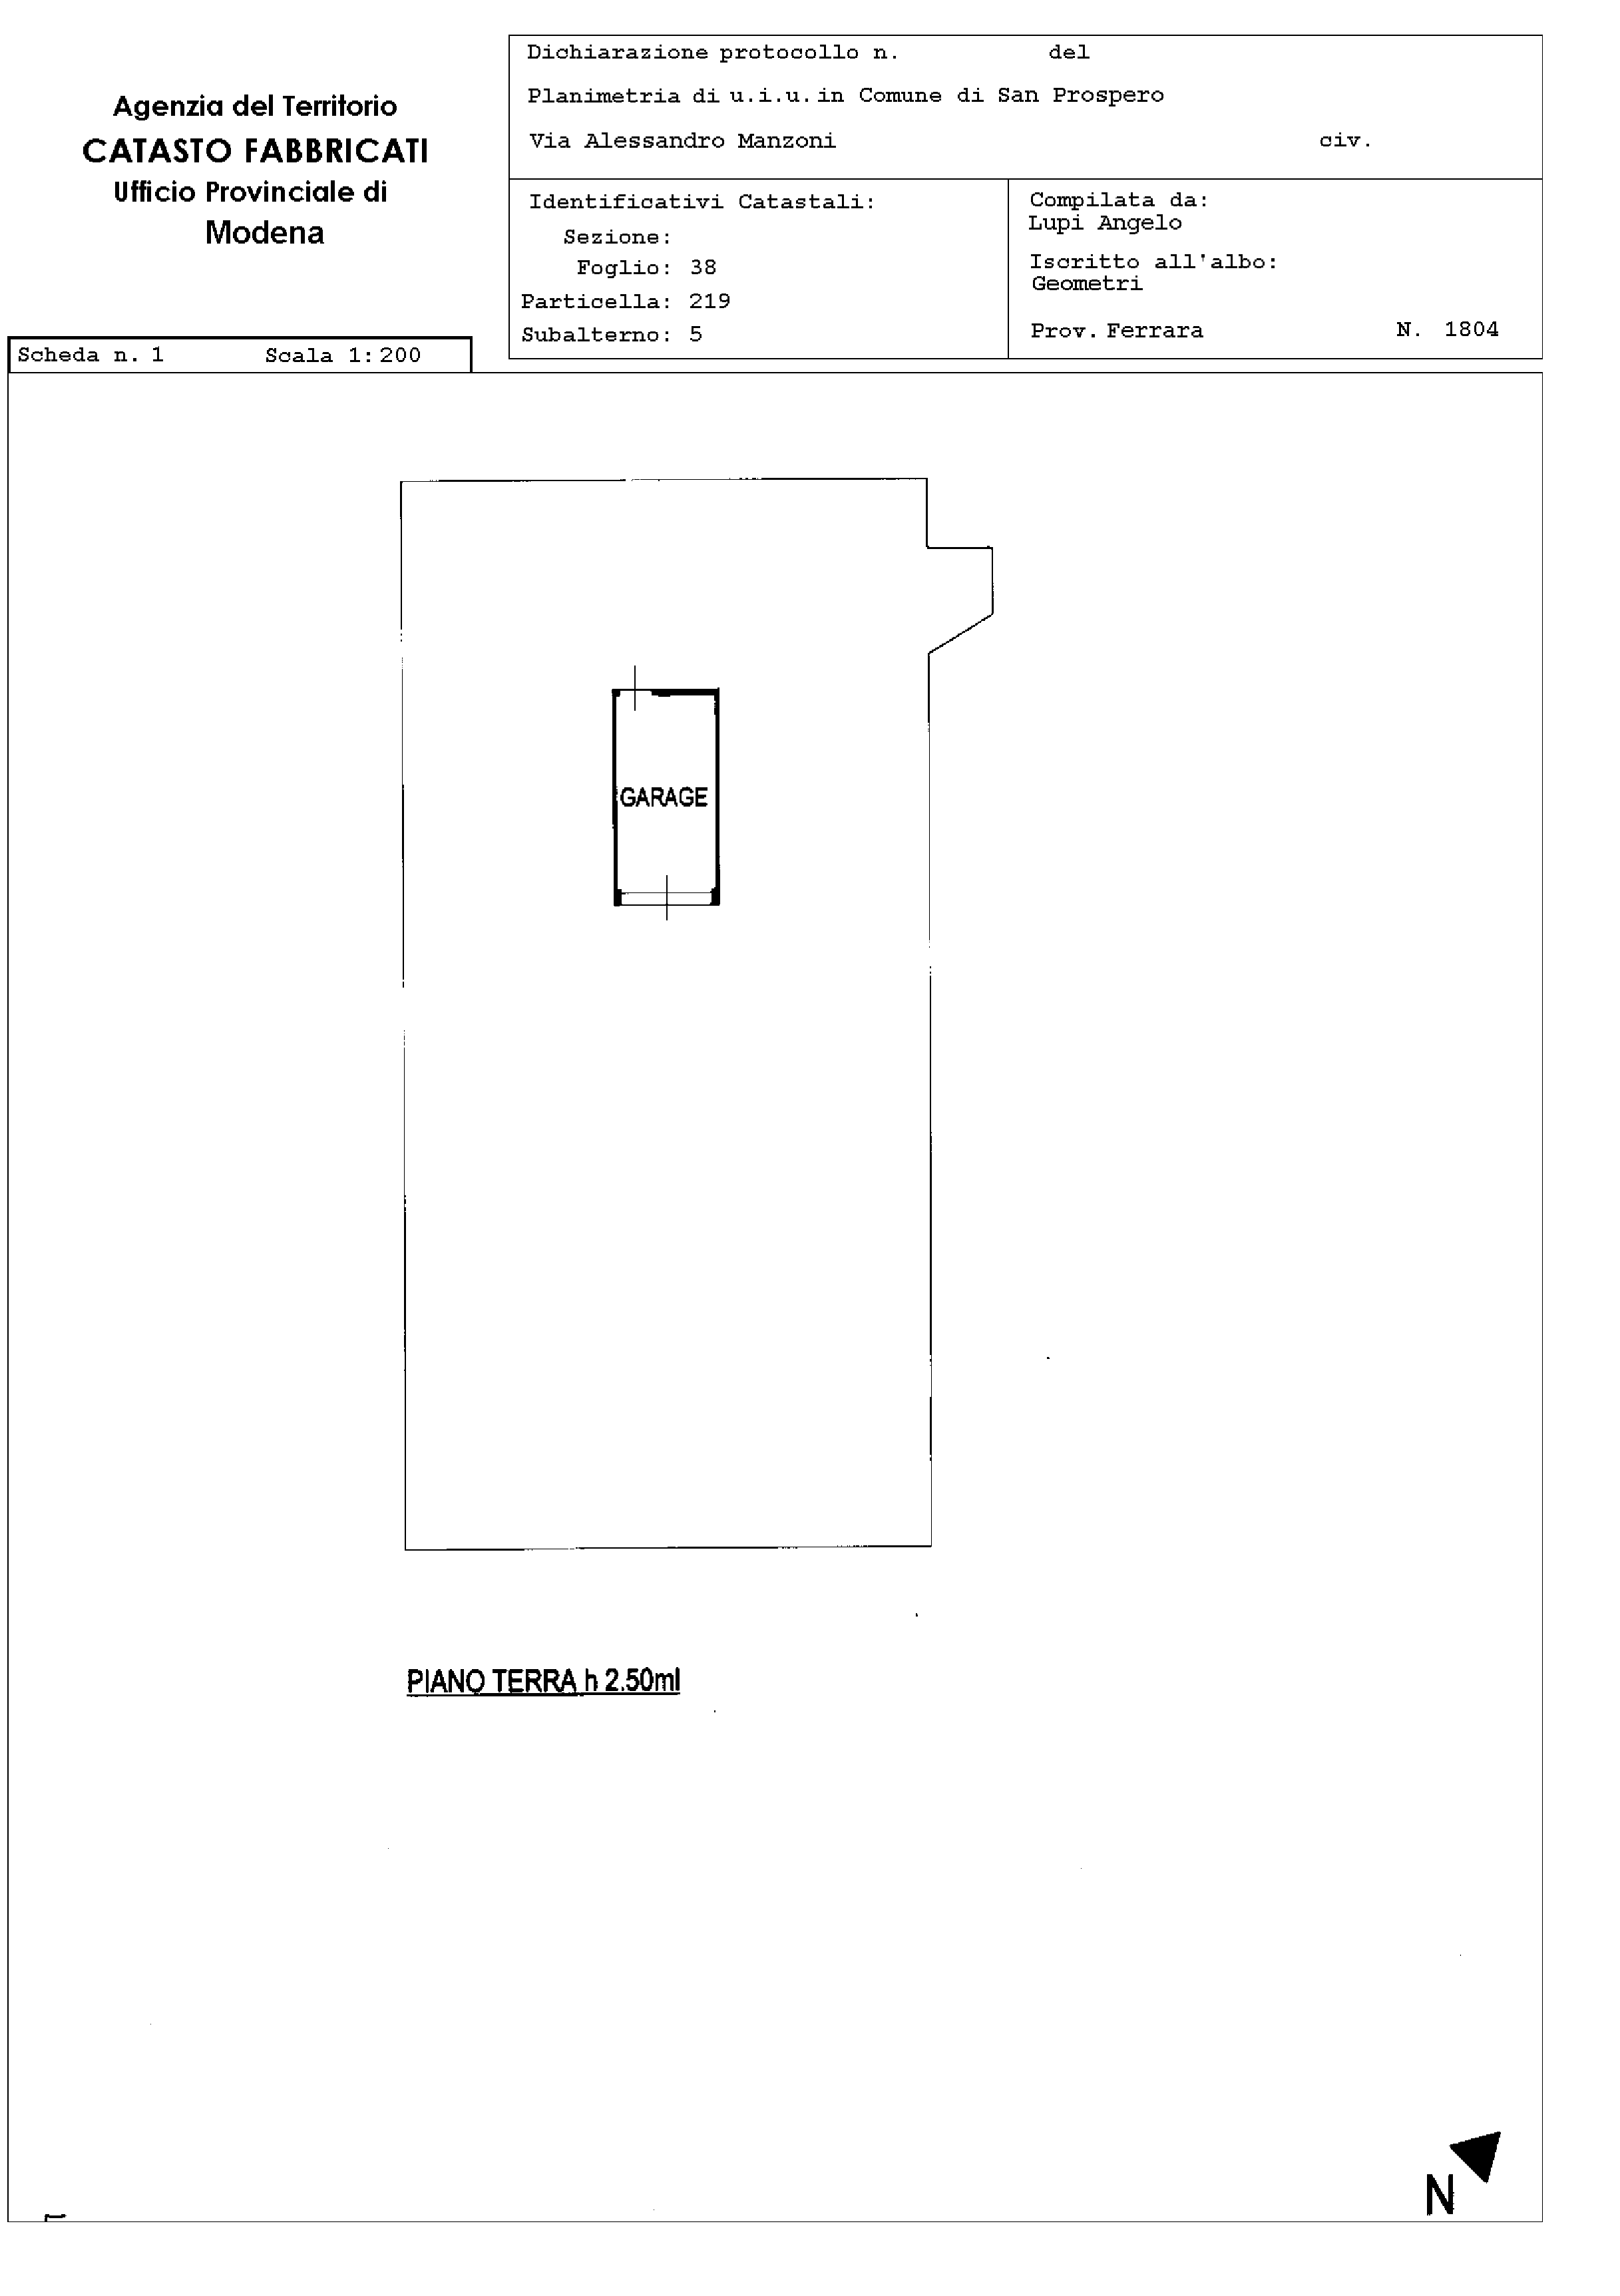 Agenzia del Territorio
CATASTO FABBRICATI
Ufficio Provinciale di
Modena
Dichiarazione protocollo n. del
Planimetria di u.i.u. in Comune di San Prospero
Via Alessandro Manzoni civ.
Identificativi Catastali:
Sezione:
Foglio: 38
Particella: 219
Subalterno: 5
Compilata da:
Lupi Angelo
Iscritto all'albo:
Geometri
Prov. Ferrara N. 1804
Scheda n. 1 Scala 1:200
GARAGE
PIANO TERRA h 2.50ml
N